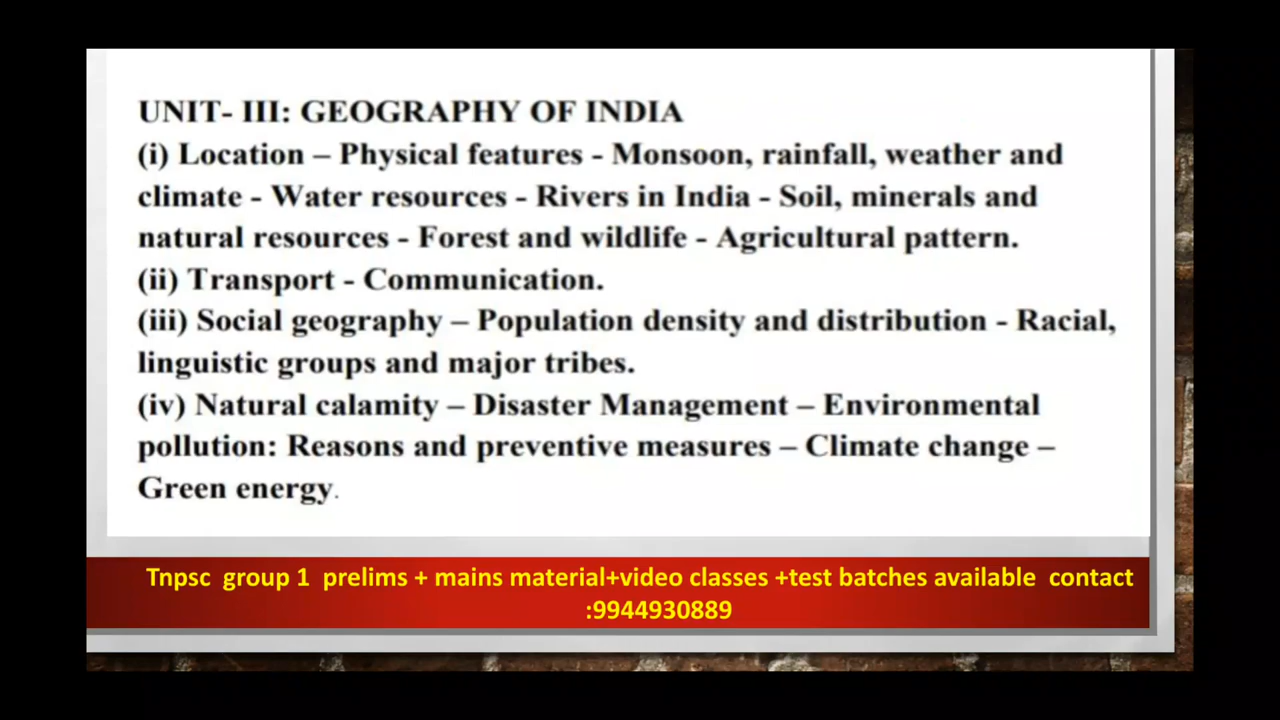 UNIT- III: GEOGRAPHY OF INDIA
(i) Location – Physical features - Monsoon, rainfall, weather and
climate - Water resources - Rivers in India - Soil, minerals and
natural resources - Forest and wildlife - Agricultural pattern.
(ii) Transport - Communication.
(iii) Social geography – Population density and distribution - Racial,
linguistic groups and major tribes.
(iv) Natural calamity – Disaster Management – Environmental
pollution: Reasons and preventive measures – Climate change –
Green energy.
Tnpsc group 1 prelims + mains material+video classes +test batches available contact
:9944930889